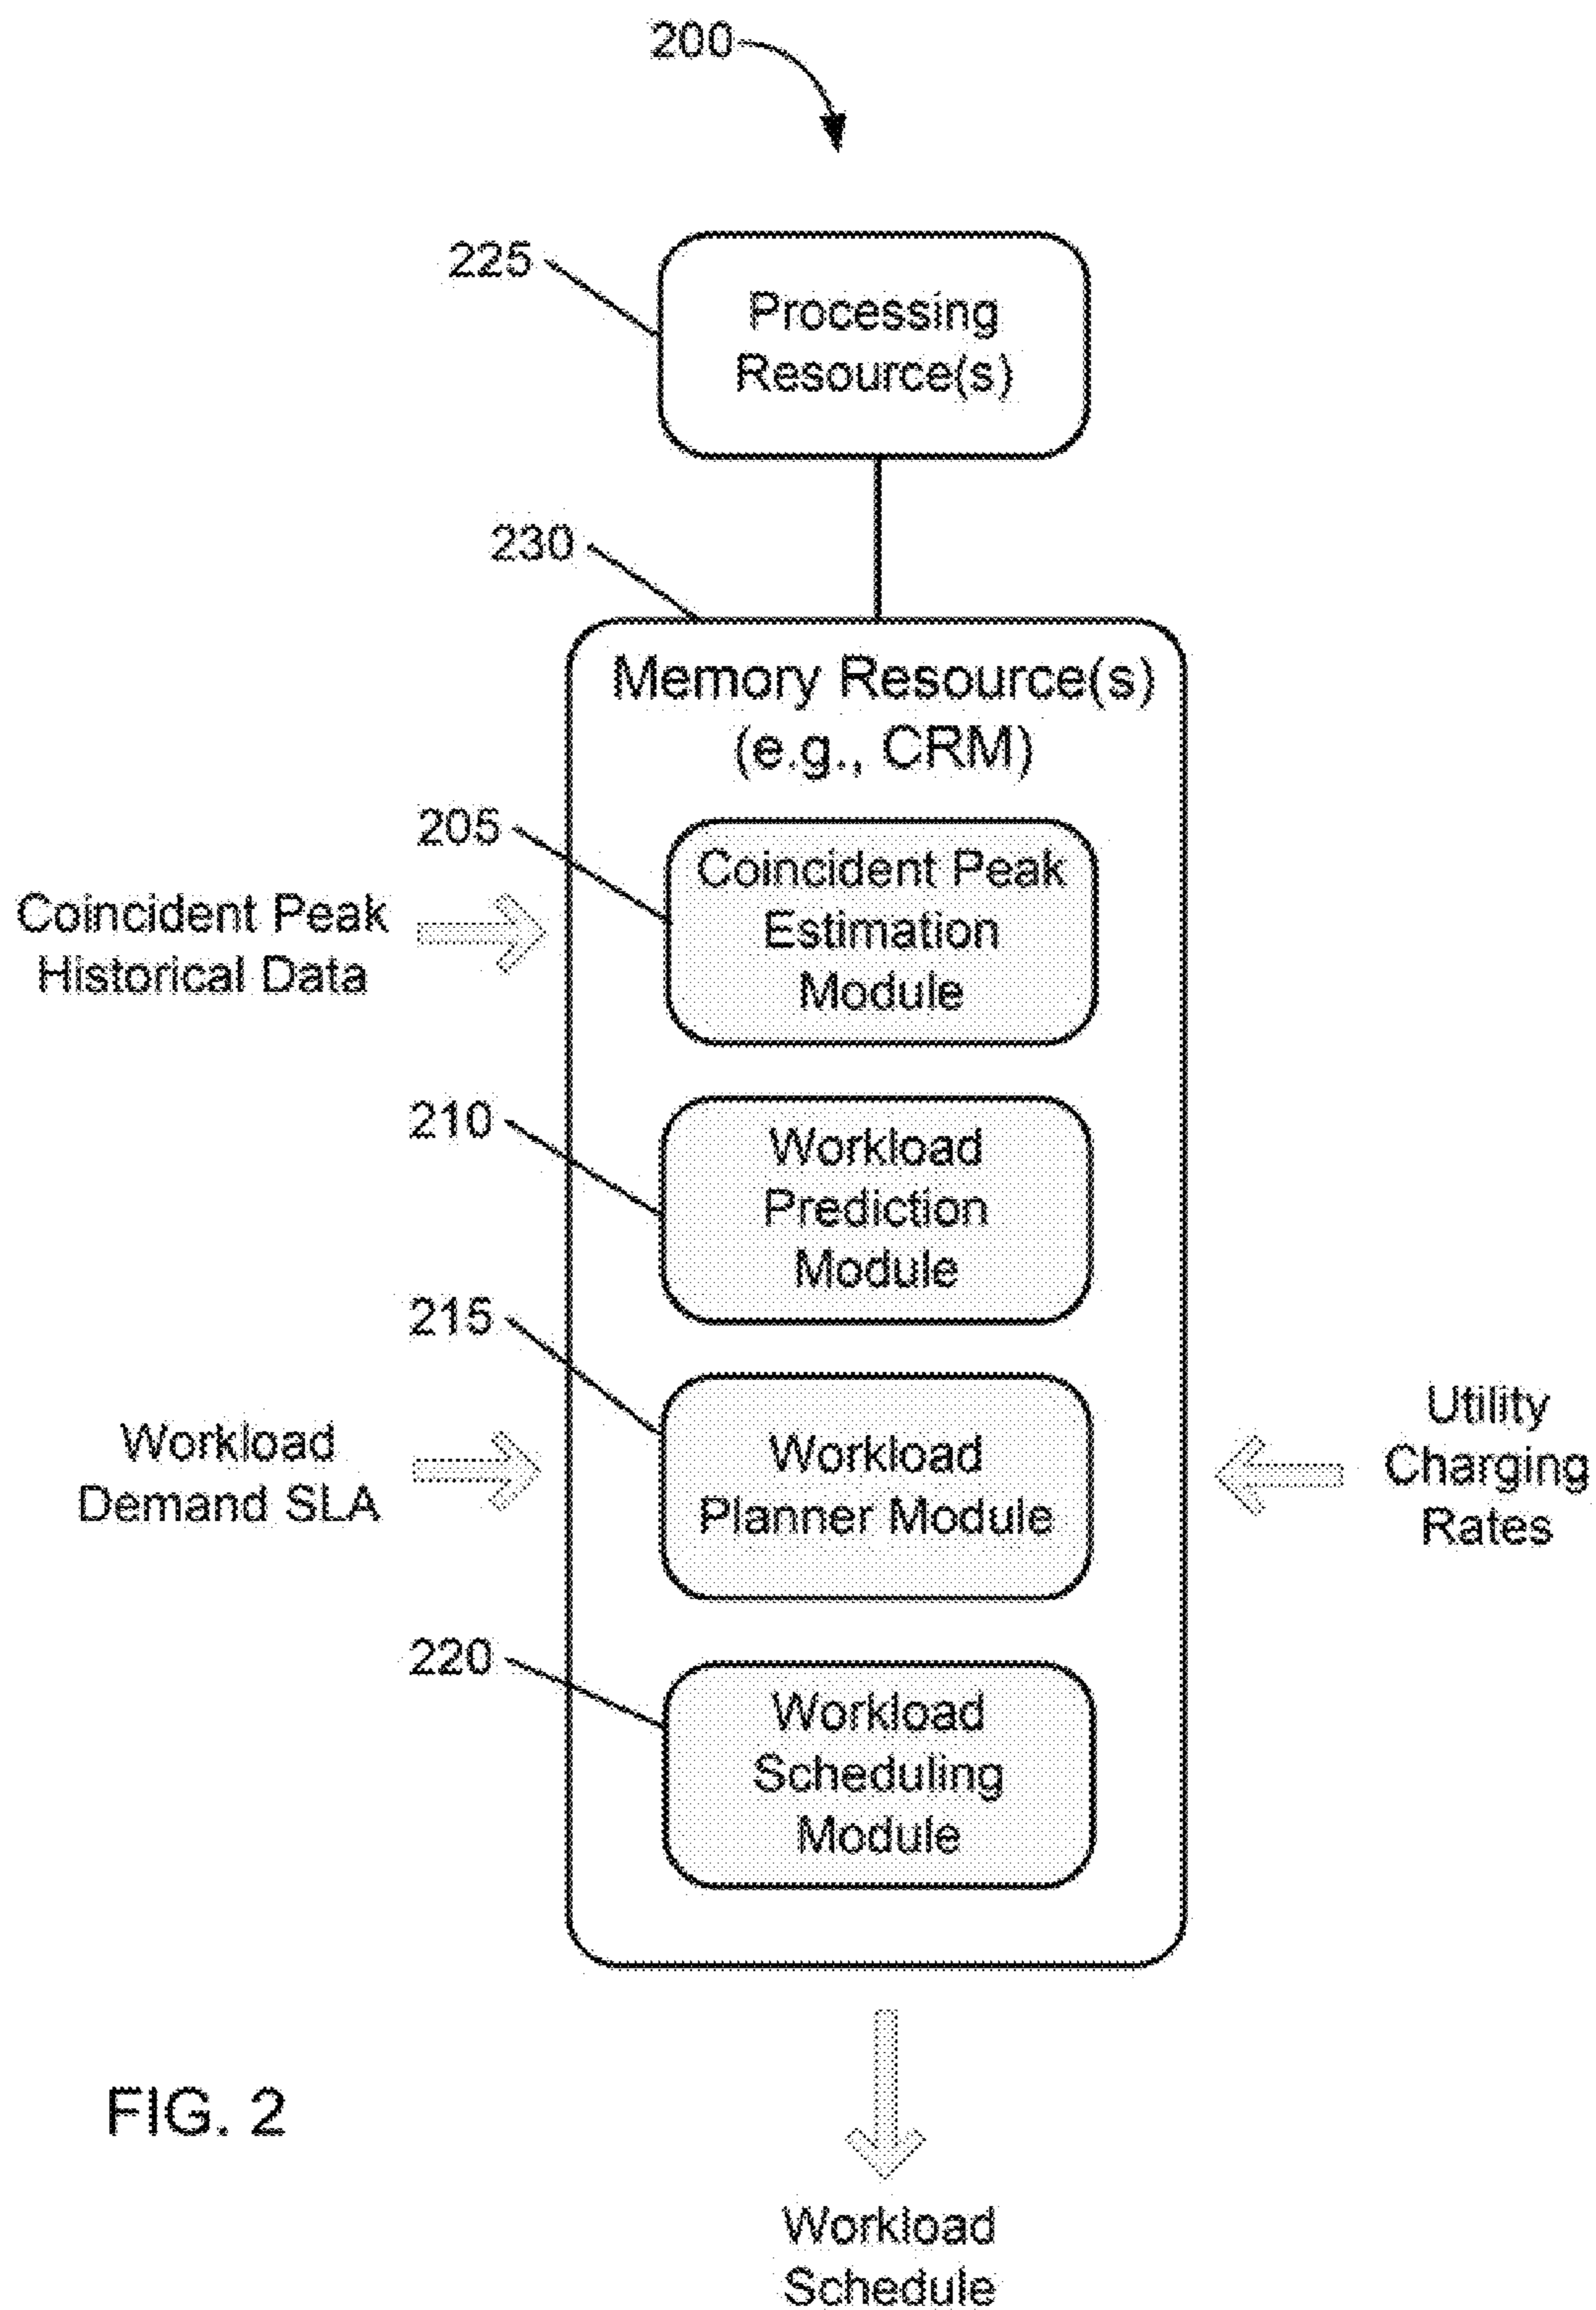 200
225
Processing
Resource(s)
230
Memory Resource(s)
(e.g., CRM)
205
Coincident Peak
Estimation
Module
Coincident Peak
Historical Data
210
Workload
Prediction
Module
215
Workload
Planner Module
Workload
Demand SLA
Utility
Charging
Rates
220
Workload
Scheduling
Module
FIG. 2
Workload
Schedule